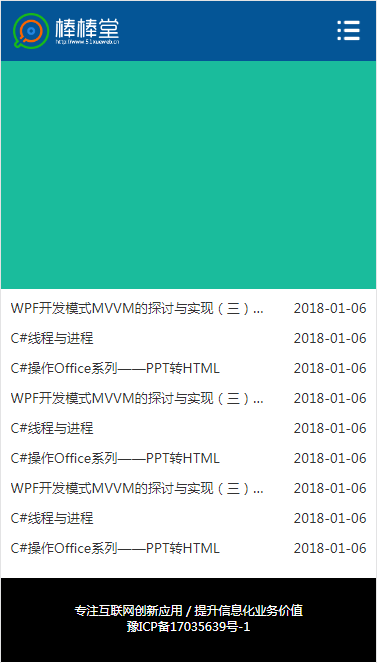 棒棒堂
http://www.51xueweb.cn
WPF开发模式MVVM的探讨与实现（三）... 2018-01-06
C#线程与进程 2018-01-06
C#操作Office系列——PPT转HTML 2018-01-06
WPF开发模式MVVM的探讨与实现（三）... 2018-01-06
C#线程与进程 2018-01-06
C#操作Office系列——PPT转HTML 2018-01-06
WPF开发模式MVVM的探讨与实现（三）... 2018-01-06
C#线程与进程 2018-01-06
C#操作Office系列——PPT转HTML 2018-01-06
专注互联网创新应用 / 提升信息化业务价值
豫ICP备17035639号-1